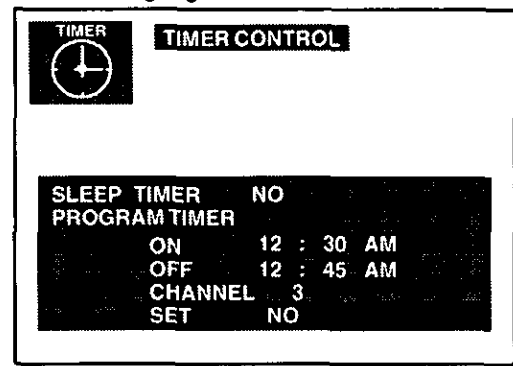 TIMER
TIMER CONTROL
SLEEP TIMER NO
PROGRAM TIMER
ON 12 : 30 AM
OFF 12 : 45 AM
CHANNEL 3
SET NO